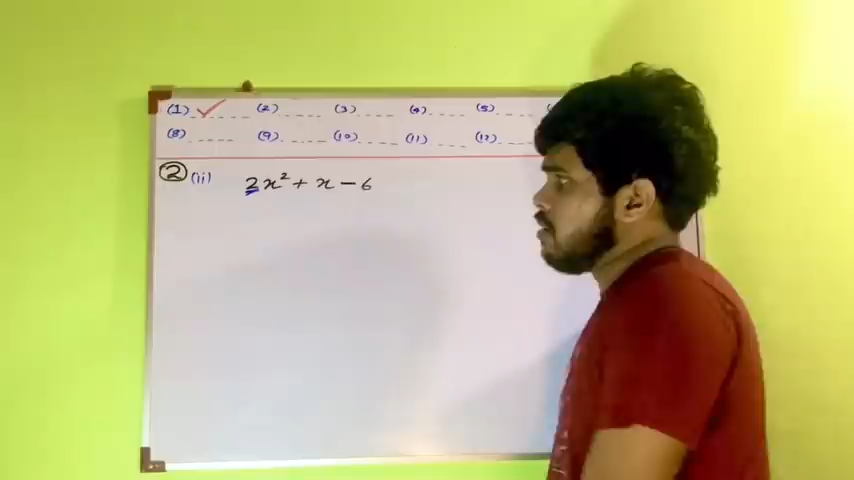 (1) ✓ (2) (3) (4) (5)
(8) (9) (10) (11) (12)
② (ii) 2x² + x − 6